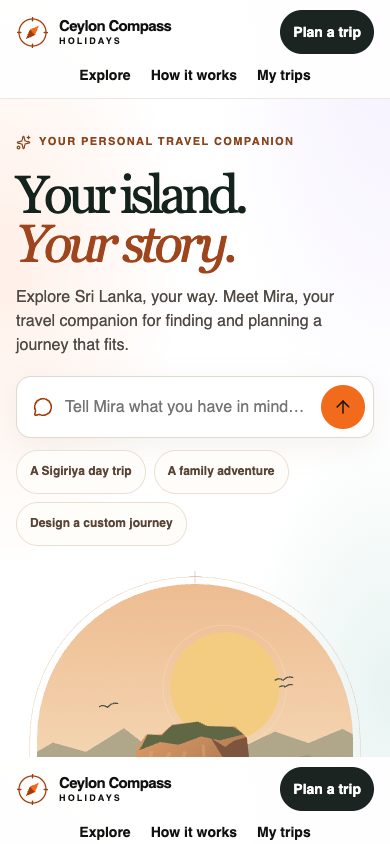 Ceylon Compass
HOLIDAYS
Plan a trip
Explore How it works My trips
YOUR PERSONAL TRAVEL COMPANION
Your island.
Your story.
Explore Sri Lanka, your way. Meet Mira, your
travel companion for finding and planning a
journey that fits.
Tell Mira what you have in mind...
A Sigiriya day trip
A family adventure
Design a custom journey
Ceylon Compass
HOLIDAYS
Plan a trip
Explore How it works My trips